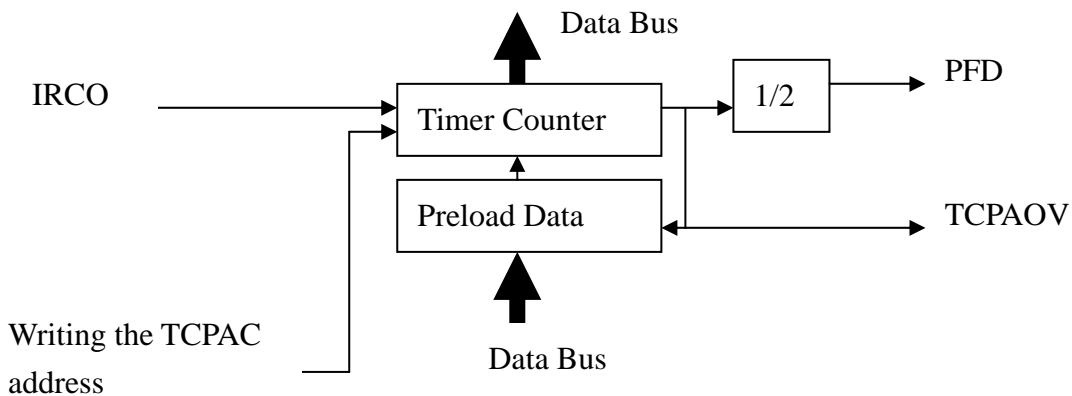 Data Bus
IRCO
Timer Counter
1/2
PFD
Preload Data
TCPAOV
Writing the TCPAC
address
Data Bus